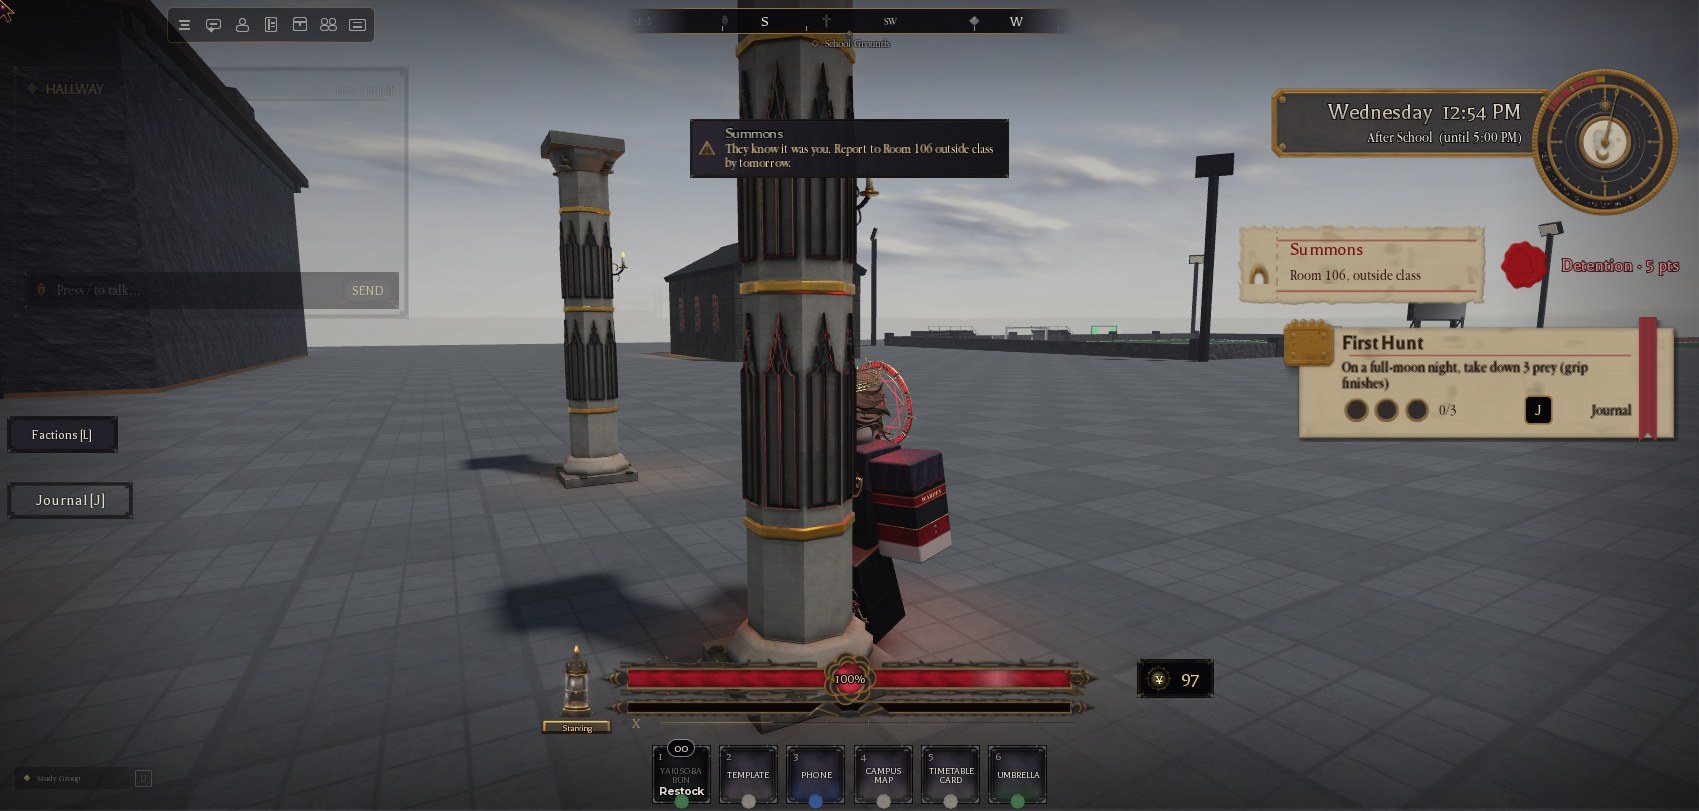 S
SW
W
School Grounds
HALLWAY
Summons
They know it was you. Report to Room 106 outside class
by tomorrow.
Wednesday 12:54 PM
After School (until 5:00 PM)
Summons
Room 106, outside class
Detention · 5 pts
Press / to talk...
SEND
First Hunt
On a full-moon night, take down 3 prey (grip
finishes)
0/3
J
Journal
Factions [L]
Journal [J]
100%
¥ 97
Starving
X
1
YAKISOBA
BUN
Restock
2
TEMPLATE
3
PHONE
4
CAMPUS
MAP
5
TIMETABLE
CARD
6
UMBRELLA
Study Group
U